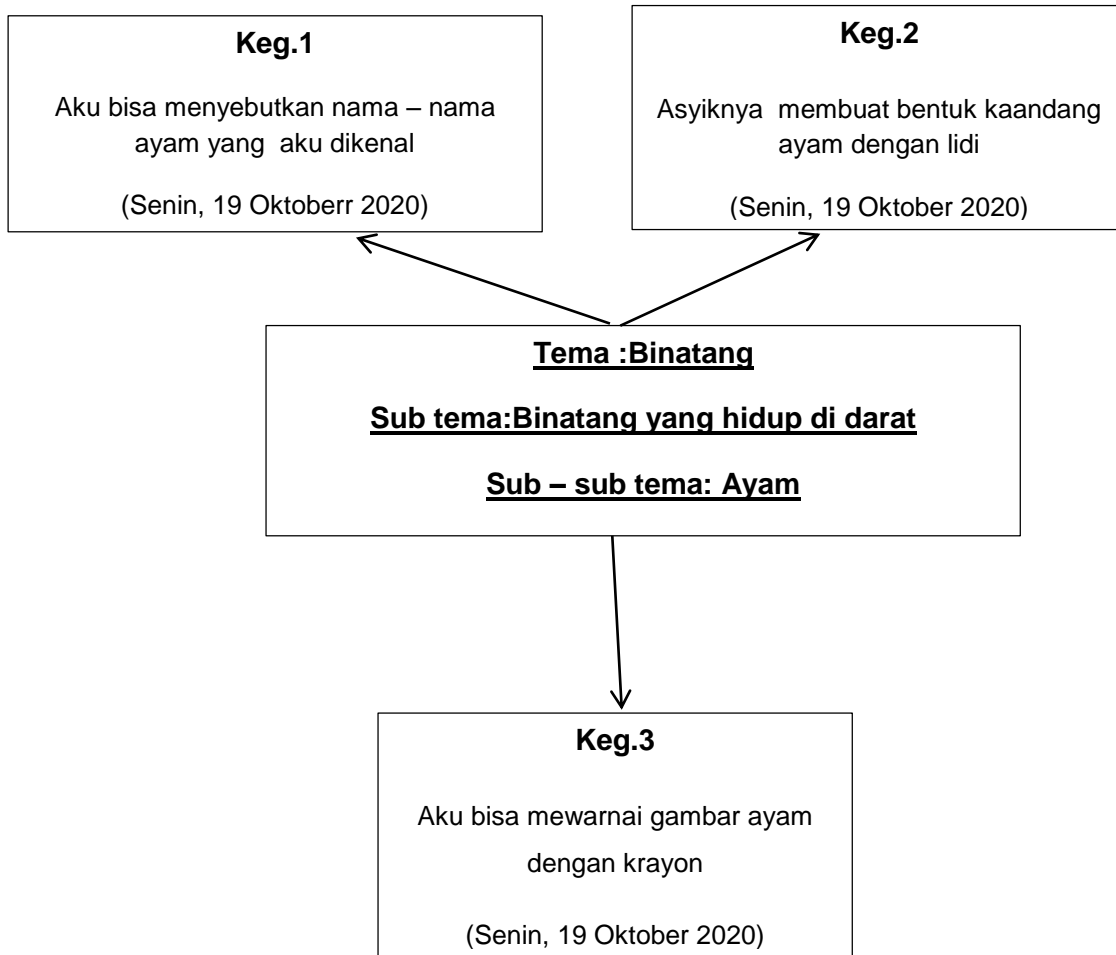 Keg.1
Aku bisa menyebutkan nama – nama
ayam yang aku dikenal
(Senin, 19 Oktoberr 2020)
Keg.2
Asyiknya membuat bentuk kaandang
ayam dengan lidi
(Senin, 19 Oktober 2020)
Tema :Binatang
Sub tema:Binatang yang hidup di darat
Sub – sub tema: Ayam
Keg.3
Aku bisa mewarnai gambar ayam
dengan krayon
(Senin, 19 Oktober 2020)